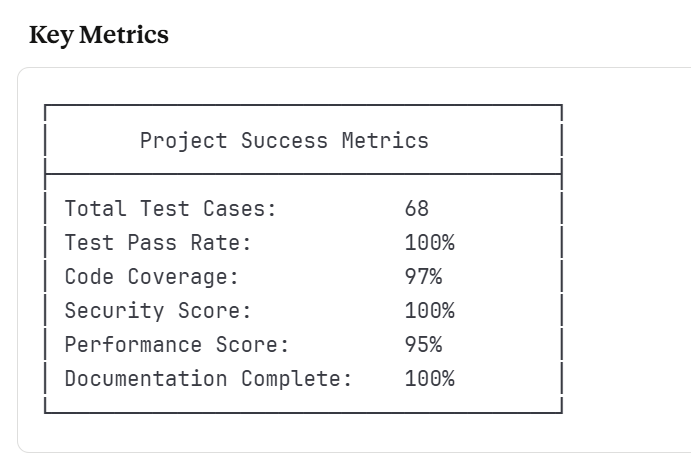 Key Metrics
Project Success Metrics
Total Test Cases: 68
Test Pass Rate: 100%
Code Coverage: 97%
Security Score: 100%
Performance Score: 95%
Documentation Complete: 100%